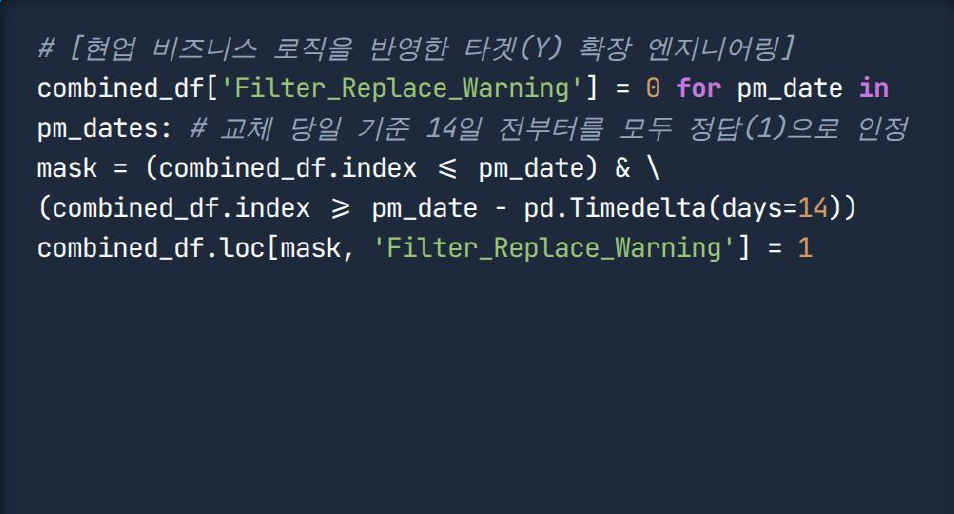 # [현업 비즈니스 로직을 반영한 타겟(Y) 확장 엔지니어링]
combined_df['Filter_Replace_Warning'] = 0 for pm_date in
pm_dates: # 교체 당일 기준 14일 전부터를 모두 정답(1)으로 인정
mask = (combined_df.index <= pm_date) & \
(combined_df.index >= pm_date - pd.Timedelta(days=14))
combined_df.loc[mask, 'Filter_Replace_Warning'] = 1